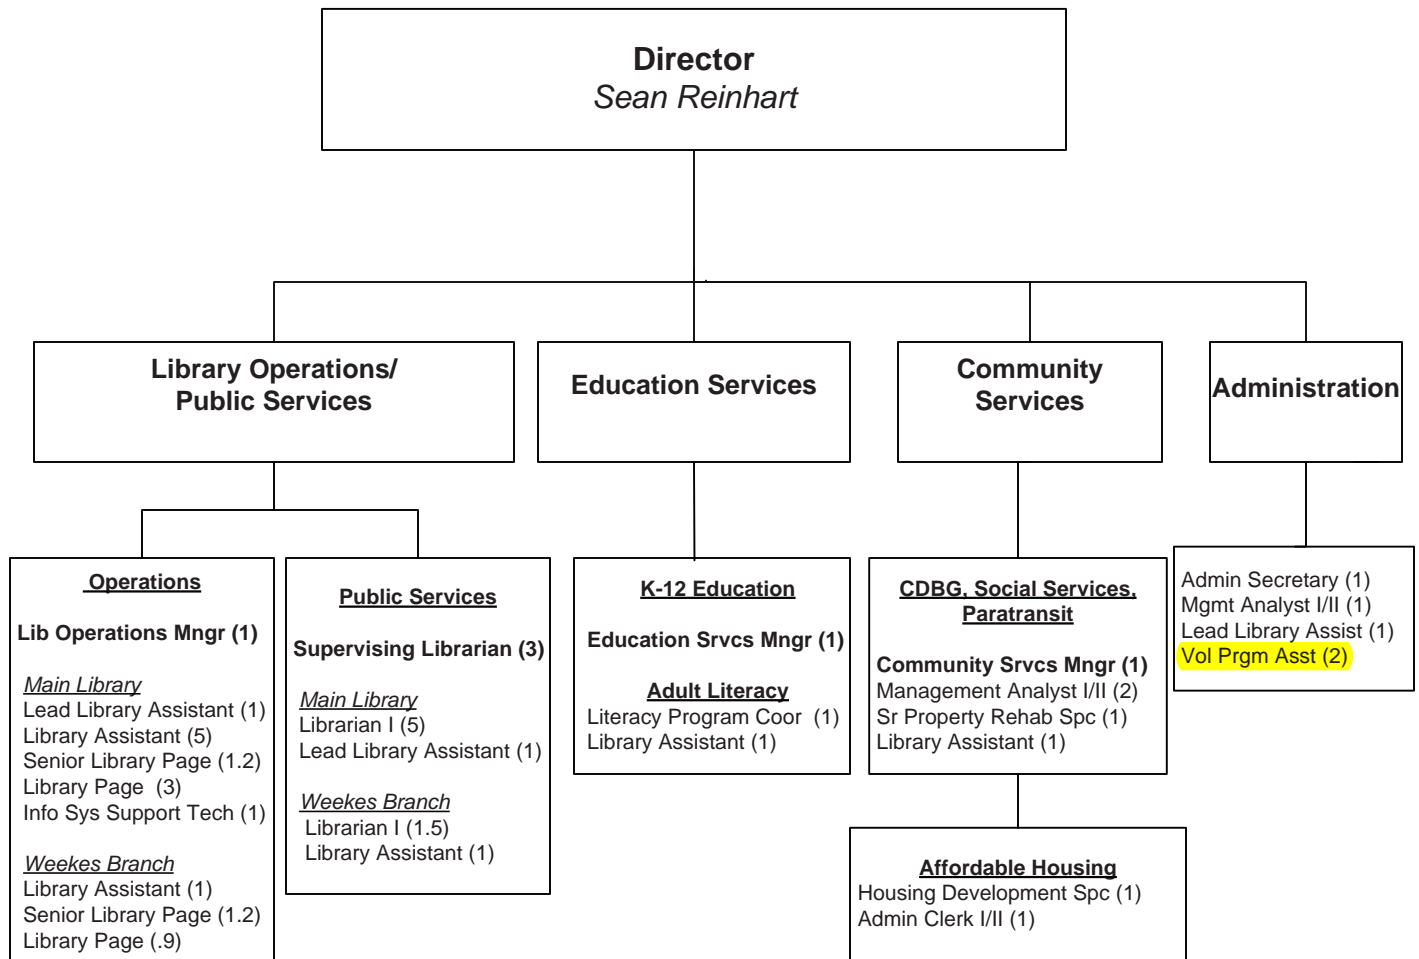 Director
Sean Reinhart
Library Operations/
Public Services
Education Services
Community
Services
Administration
Operations
Lib Operations Mngr (1)
Main Library
Lead Library Assistant (1)
Library Assistant (5)
Senior Library Page (1.2)
Library Page  (3)
Info Sys Support Tech (1)
Weekes Branch
Library Assistant (1)
Senior Library Page (1.2)
Library Page (.9)
Public Services
Supervising Librarian (3)
Main Library
Librarian I (5)
Lead Library Assistant (1)
Weekes Branch
Librarian I (1.5)
Library Assistant (1)
K-12 Education
Education Srvcs Mngr (1)
Adult Literacy
Literacy Program Coor  (1)
Library Assistant (1)
CDBG, Social Services,
Paratransit
Community Srvcs Mngr (1)
Management Analyst I/II (2)
Sr Property Rehab Spc (1)
Library Assistant (1)
Affordable Housing
Housing Development Spc (1)
Admin Clerk I/II (1)
Admin Secretary (1)
Mgmt Analyst I/II (1)
Lead Library Assist (1)
Vol Prgm Asst (2)